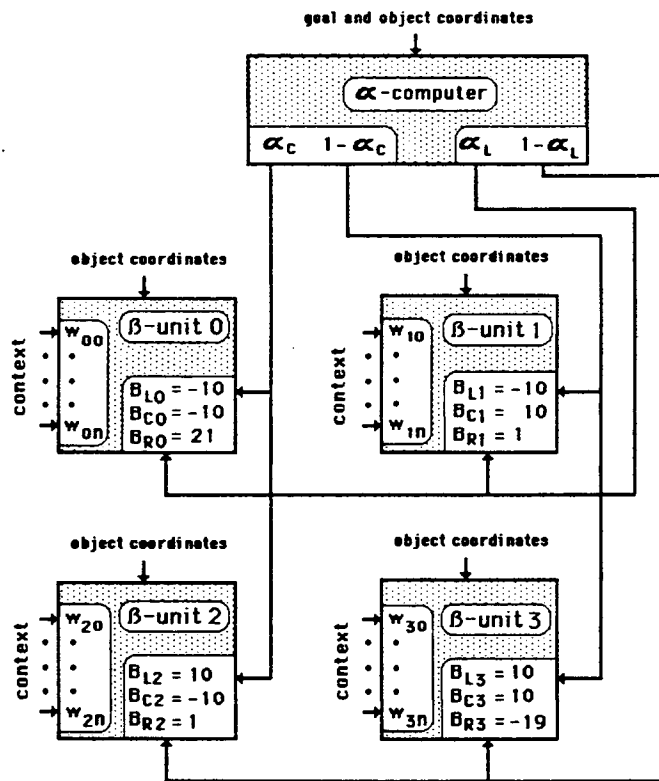 goal and object coordinates
α-computer
α_C 1-α_C α_L 1-α_L
object coordinates
β-unit 0
context
W_00
W_0n
B_L0 = -10
B_C0 = -10
B_R0 = 21
object coordinates
β-unit 1
context
W_10
W_1n
B_L1 = -10
B_C1 = 10
B_R1 = 1
object coordinates
β-unit 2
context
W_20
W_2n
B_L2 = 10
B_C2 = -10
B_R2 = 1
object coordinates
β-unit 3
context
W_30
W_3n
B_L3 = 10
B_C3 = 10
B_R3 = -19